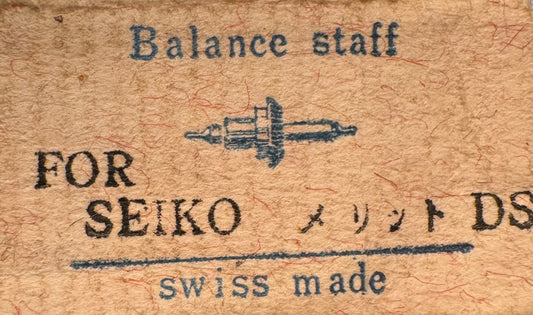 Balance staff
FOR
SEIKO メリット DS
swiss made